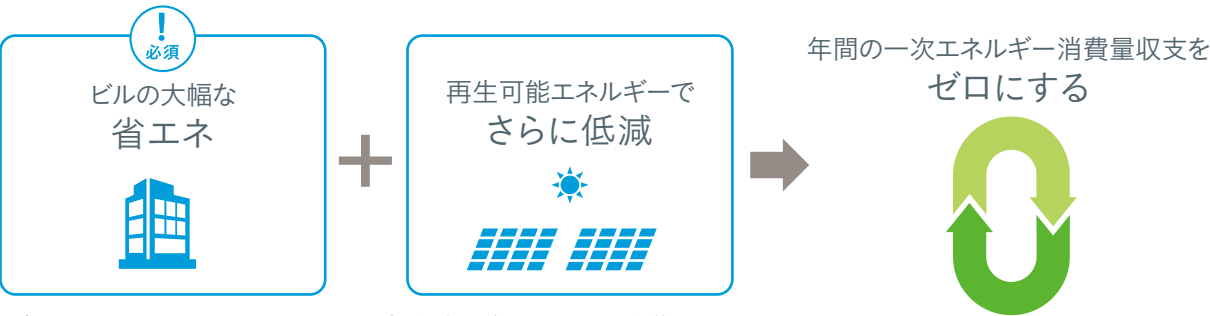 !
必須
ビルの大幅な
省エネ
再生可能エネルギーで
さらに低減
年間の一次エネルギー消費量収支を
ゼロにする